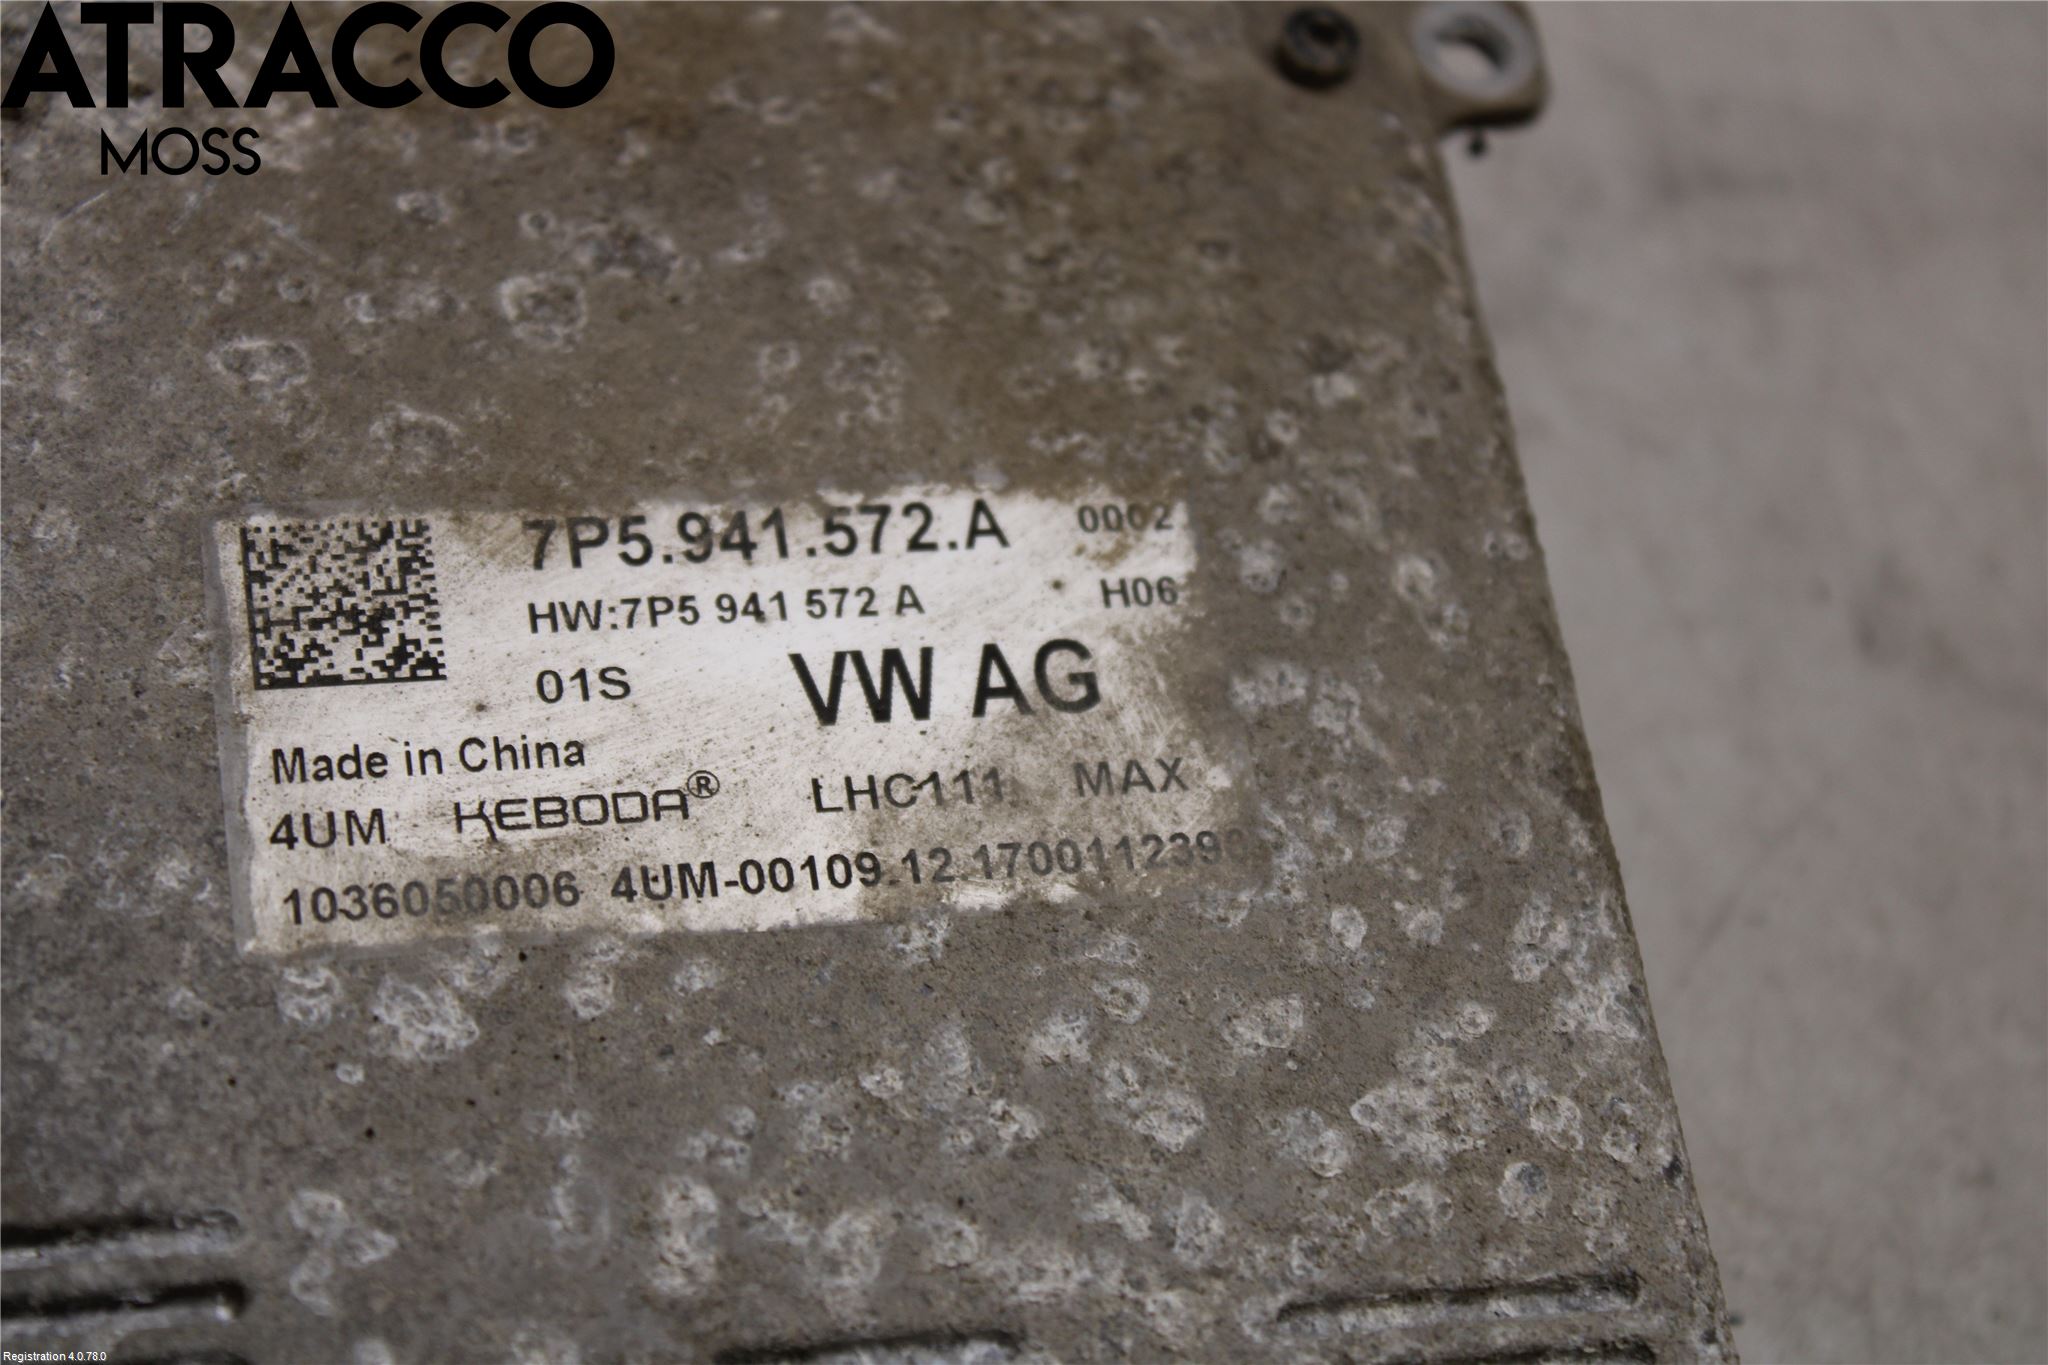 ATRACCO
MOSS
7P5.941.572.A 0002
HW:7P5 941 572 A H06
01S VW AG
Made in China
4UM KEBODA® LHC111 MAX
1036050006
Registration 4.0.78.0